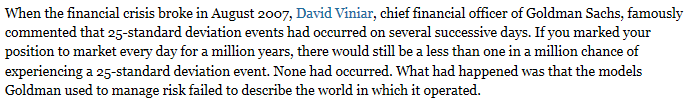 When the financial crisis broke in August 2007, David Viniar, chief financial officer of Goldman Sachs, famously
commented that 25-standard deviation events had occurred on several successive days. If you marked your
position to market every day for a million years, there would still be a less than one in a million chance of
experiencing a 25-standard deviation event. None had occurred. What had happened was that the models
Goldman used to manage risk failed to describe the world in which it operated.